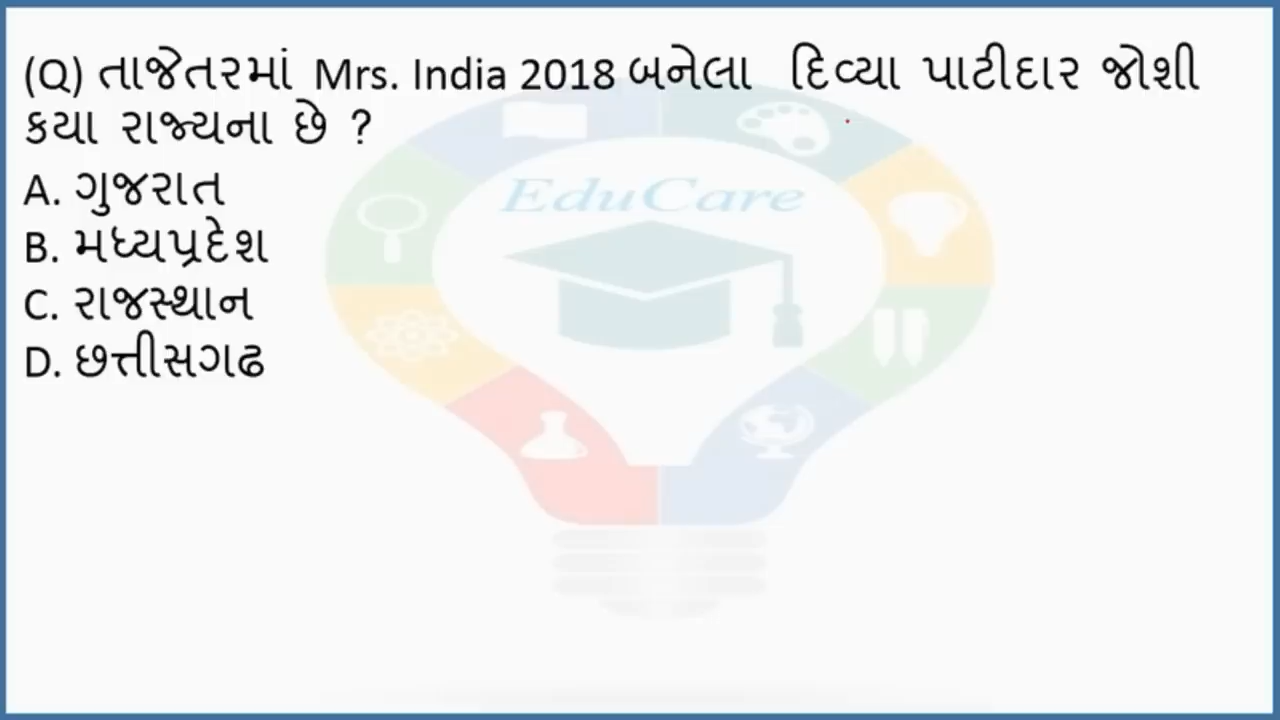 (Q) તાજેતરમાં Mrs. India 2018 બનેલા દિવ્યા પાટીદાર જોશી
કયા રાજ્યના છે ?
A. ગુજરાત
EduCare
B. મધ્યપ્રદેશ
C. રાજસ્થાન
D. છત્તીસગઢ